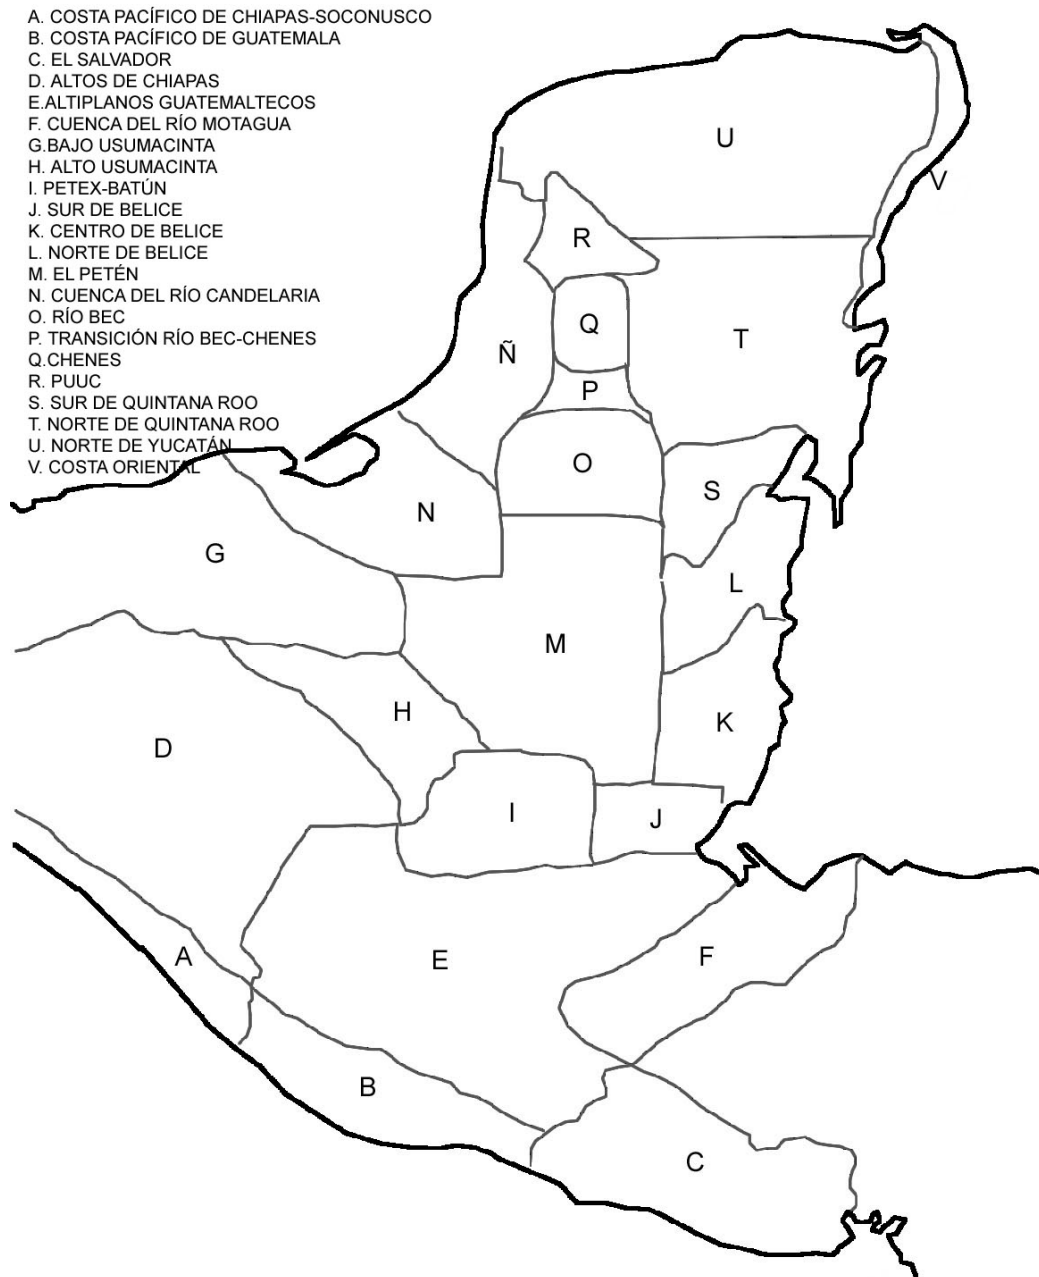 A. COSTA PACÍFICO DE CHIAPAS-SOCONUSCO
B. COSTA PACÍFICO DE GUATEMALA
C. EL SALVADOR
D. ALTOS DE CHIAPAS
E.ALTIPLANOS GUATEMALTECOS
F. CUENCA DEL RÍO MOTAGUA
G.BAJO USUMACINTA
H. ALTO USUMACINTA
I. PETEX-BATÚN
J. SUR DE BELICE
K. CENTRO DE BELICE
L. NORTE DE BELICE
M. EL PETÉN
N. CUENCA DEL RÍO CANDELARIA
O. RÍO BEC
P. TRANSICIÓN RÍO BEC-CHENES
Q.CHENES
R. PUUC
S. SUR DE QUINTANA ROO
T. NORTE DE QUINTANA ROO
U. NORTE DE YUCATÁN
V. COSTA ORIENTAL
U
V
R
Q
T
Ñ
P
O
S
N
G
L
M
H
K
D
I
J
A
E
F
B
C